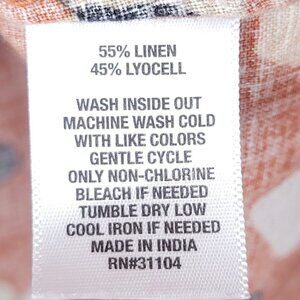 55% LINEN
45% LYOCELL
WASH INSIDE OUT
MACHINE WASH COLD
WITH LIKE COLORS
GENTLE CYCLE
ONLY NON-CHLORINE
BLEACH IF NEEDED
TUMBLE DRY LOW
COOL IRON IF NEEDED
MADE IN INDIA
RN#31104